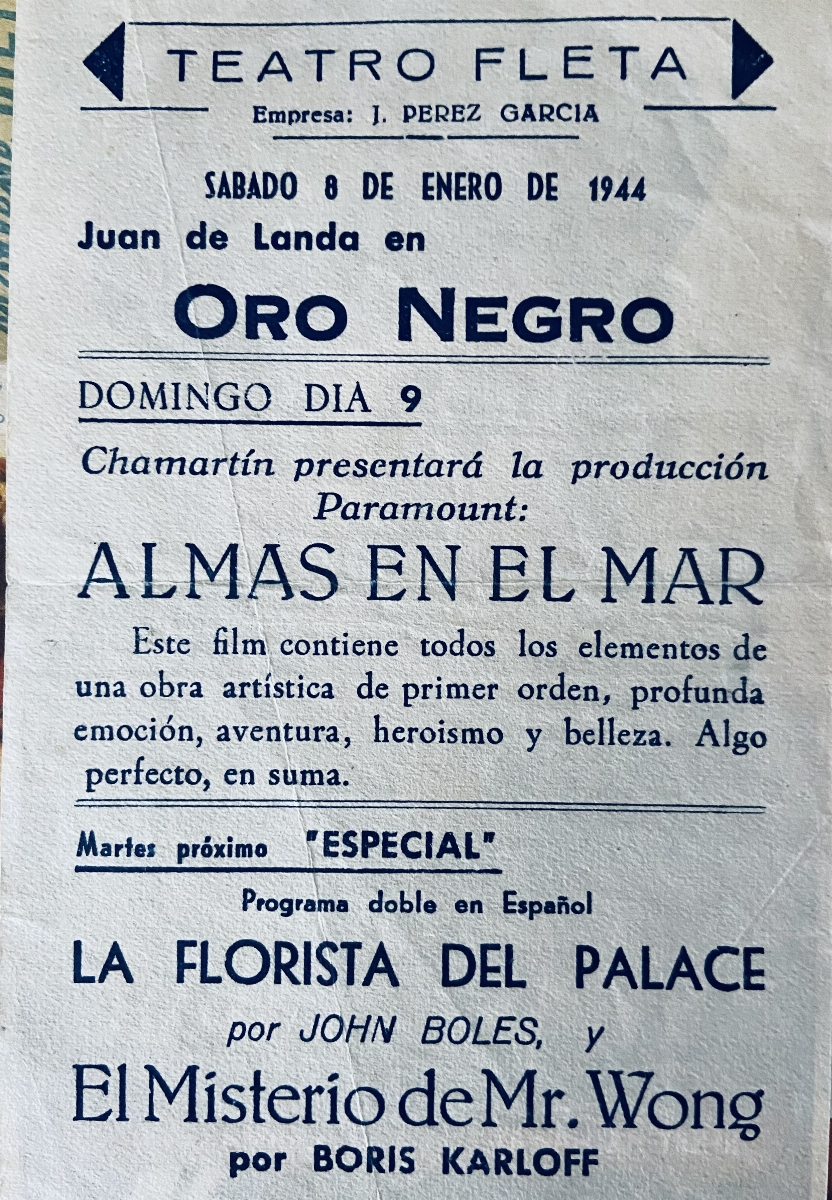 TEATRO FLETA
Empresa: J. PEREZ GARCIA
SABADO 8 DE ENERO DE 1944
Juan de Landa en
ORO NEGRO
DOMINGO DIA 9
Chamartín presentará la producción
Paramount:
ALMAS EN EL MAR
Este film contiene todos los elementos de
una obra artística de primer orden, profunda
emoción, aventura, heroismo y belleza. Algo
perfecto, en suma.
Martes próximo "ESPECIAL"
Programa doble en Español
LA FLORISTA DEL PALACE
por JOHN BOLES, y
El Misterio de Mr. Wong
por BORIS KARLOFF